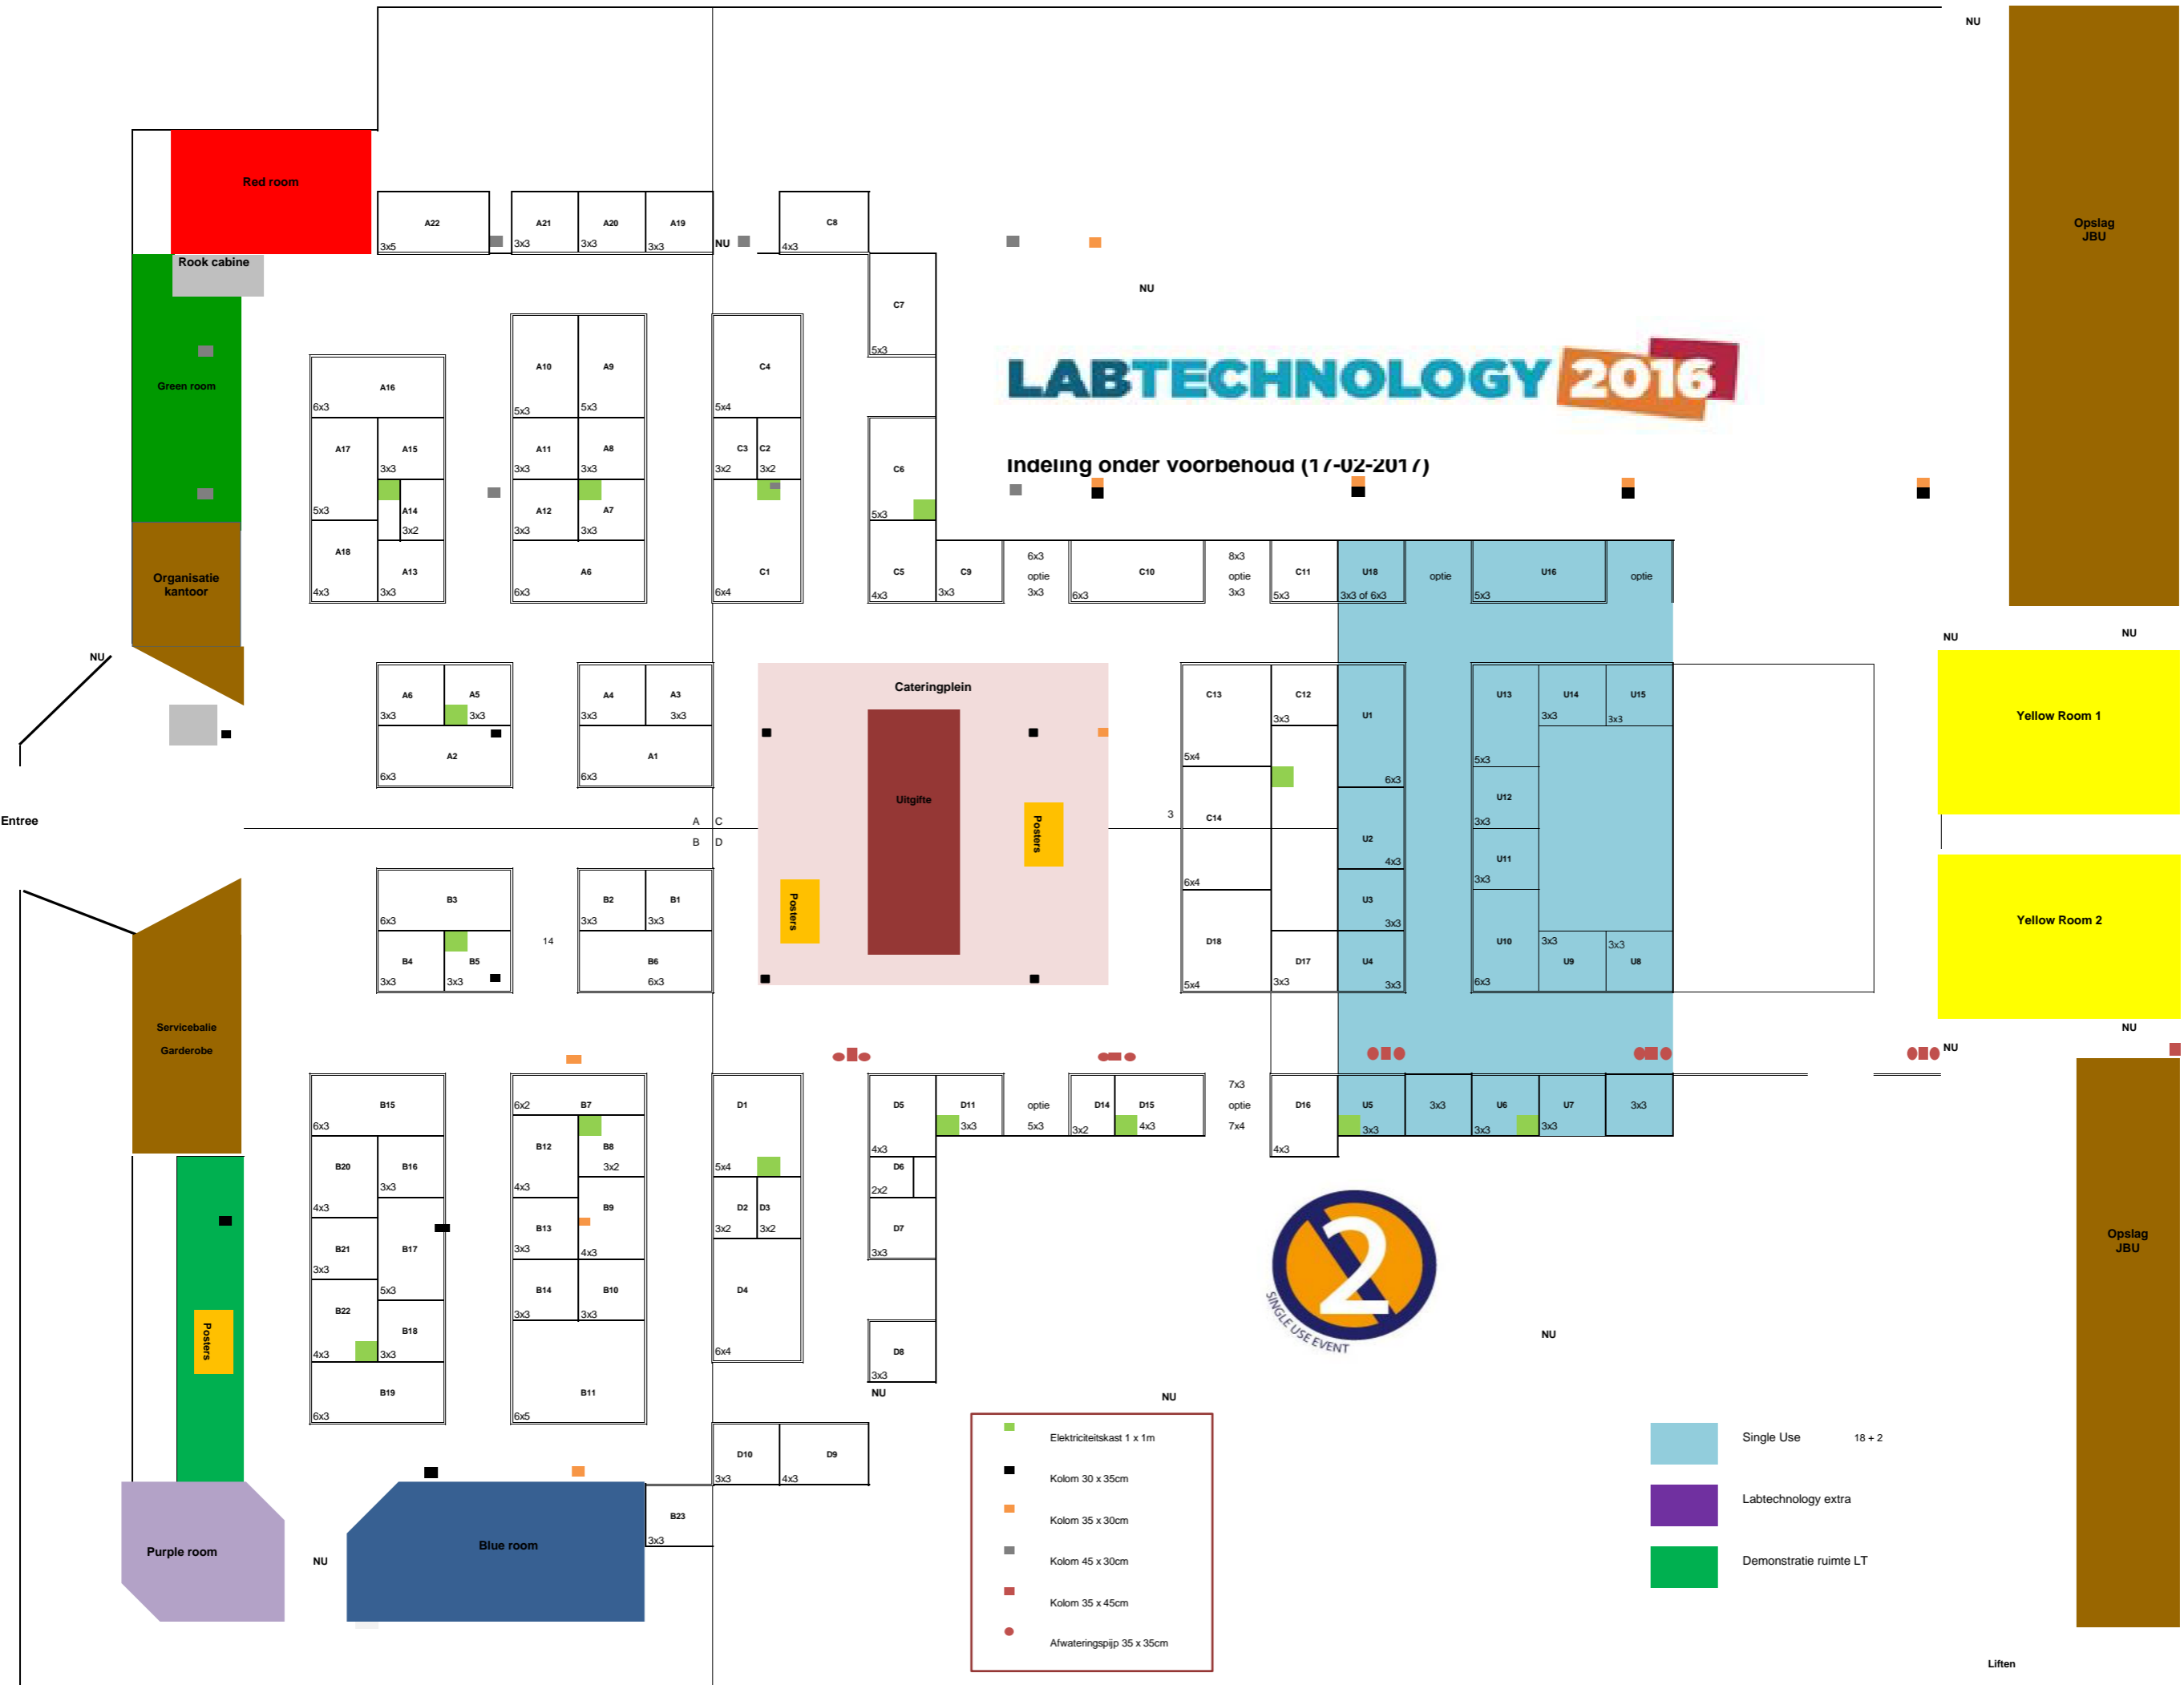 NU
Red room
Opslag
JBU
A22
A21
A20
A19
C8
3x5
3x3
3x3
3x3
NU
4x3
Rook cabine
NU
C7
5x3
Green room
A16
6x3
A10
A9
5x3
5x3
C4
5x4
LABTECHNOLOGY 2016
A17
A15
3x3
A11
A8
3x3
3x3
C3
C2
3x2
3x2
C6
5x3
Indeling onder voorbehoud (17-02-2017)
5x3
A14
3x2
A12
A7
3x3
3x3
A18
A13
4x3
3x3
A6
6x3
C1
6x4
C5
4x3
C9
3x3
6x3
optie
3x3
C10
6x3
8x3
optie
3x3
C11
5x3
U18
3x3 of 6x3
optie
U16
5x3
optie
Organisatie
kantoor
NU
NU
NU
A6
A5
3x3
3x3
A4
A3
3x3
3x3
A2
6x3
A1
6x3
Cateringplein
Uitgifte
Posters
Posters
C13
5x4
C12
3x3
U1
6x3
U13
5x3
U14
3x3
U15
3x3
Yellow Room 1
Entree
A C
B D
3
C14
6x4
U2
4x3
U12
3x3
U11
3x3
U3
3x3
B3
6x3
B2
B1
3x3
3x3
B4
B5
3x3
3x3
14
B6
6x3
D18
5x4
D17
3x3
U4
3x3
U10
6x3
3x3
U9
3x3
U8
Yellow Room 2
Servicebalie
Garderobe
NU
NU
B15
6x3
6x2
B7
D1
5x4
D5
4x3
D11
3x3
optie
5x3
D14
3x2
D15
4x3
7x3
optie
7x4
D16
4x3
U5
3x3
3x3
U6
3x3
U7
3x3
3x3
B20
4x3
B16
3x3
B12
4x3
B8
3x2
D6
2x2
B21
3x3
B17
5x3
B13
3x3
B9
4x3
D2
D3
3x2
3x2
D7
3x3
Opslag
JBU
B22
4x3
B18
3x3
B14
3x3
B10
3x3
D4
6x4
D8
3x3
2
SINGLE USE EVENT
NU
Posters
B19
6x3
B11
6x5
NU
NU
D10
3x3
D9
4x3
B23
3x3
Purple room
NU
Blue room
Elektriciteitskast 1 x 1m
Kolom 30 x 35cm
Kolom 35 x 30cm
Kolom 45 x 30cm
Kolom 35 x 45cm
Afwateringspijp 35 x 35cm
Single Use 18 + 2
Labtechnology extra
Demonstratie ruimte LT
Liften